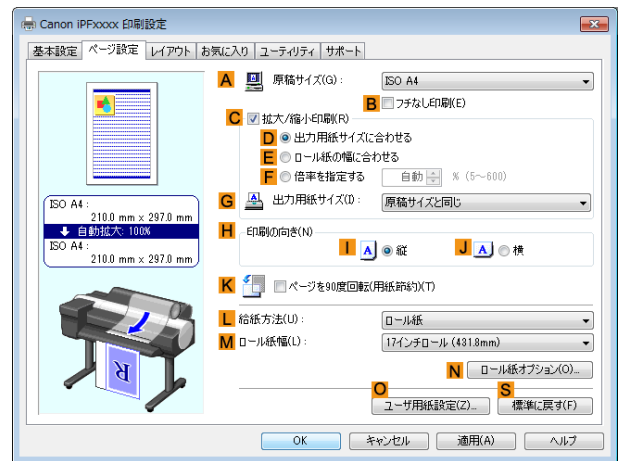 Canon iPFxxxx 印刷設定
基本設定 ページ設定 レイアウト お気に入り ユーティリティ サポート
A 原稿サイズ(G): ISO A4
B フチなし印刷(E)
C 拡大/縮小印刷(R)
D 出力用紙サイズに合わせる
E ロール紙の幅に合わせる
F 倍率を指定する 自動 % (5～600)
G 出力用紙サイズ(I): 原稿サイズと同じ
ISO A4 :
210.0 mm x 297.0 mm
自動拡大: 100%
ISO A4 :
210.0 mm x 297.0 mm
H 印刷の向き(N)
I A 縦 J A 横
K ページを90度回転(用紙節約)(T)
L 給紙方法(U): ロール紙
M ロール紙幅(L): 17インチロール (431.8mm)
R
N ロール紙オプション(O)...
O ユーザ用紙設定(Z)... S 標準に戻す(F)
OK キャンセル 適用(A) ヘルプ